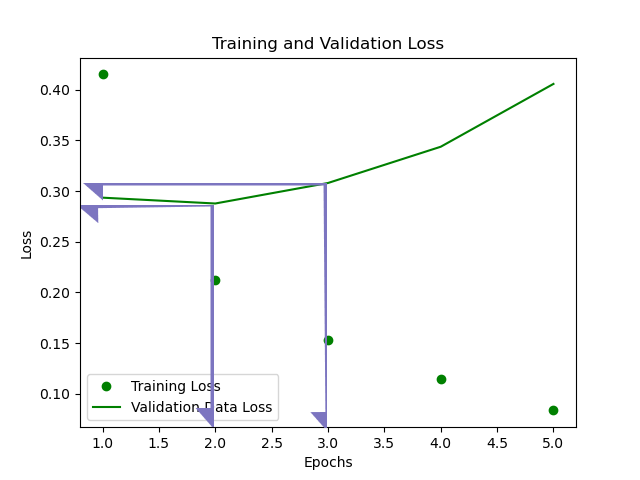 Training and Validation Loss
0.40
0.35
0.30
0.25
0.20
0.15
0.10
Loss
Training Loss
Validation Data Loss
1.0 1.5 2.0 2.5 3.0 3.5 4.0 4.5 5.0
Epochs